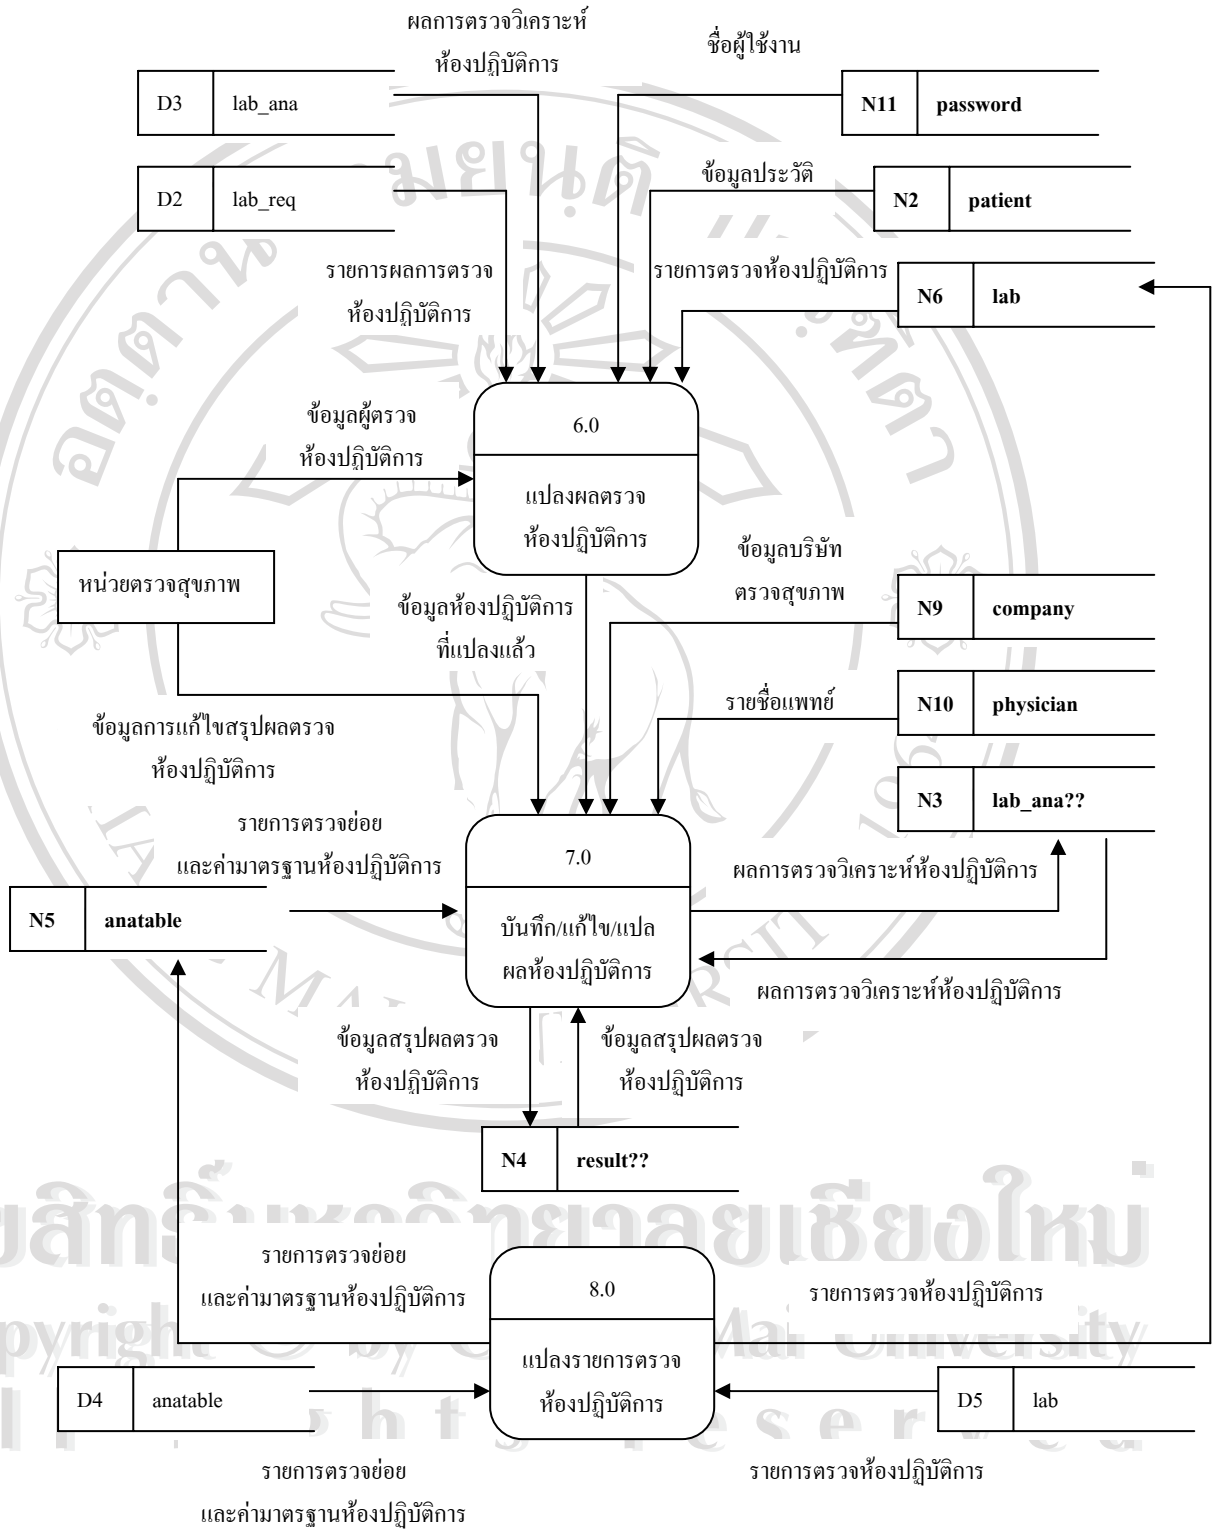 ผลการตรวจวิเคราะห์
ห้องปฏิบัติการ
ชื่อผู้ใช้งาน
D3 lab_ana
N11 password
D2 lab_req
ข้อมูลประวัติ
N2 patient
รายการผลการตรวจ
ห้องปฏิบัติการ
รายการตรวจห้องปฏิบัติการ
N6 lab
ข้อมูลผู้ตรวจ
ห้องปฏิบัติการ
6.0
แปลงผลตรวจ
ห้องปฏิบัติการ
หน่วยตรวจสุขภาพ
ข้อมูลห้องปฏิบัติการ
ที่แปลงแล้ว
ข้อมูลบริษัท
ตรวจสุขภาพ
N9 company
รายชื่อแพทย์
N10 physician
ข้อมูลการแก้ไขสรุปผลตรวจ
ห้องปฏิบัติการ
N3 lab_ana??
รายการตรวจย่อย
และค่ามาตรฐานห้องปฏิบัติการ
7.0
บันทึก/แก้ไข/แปล
ผลห้องปฏิบัติการ
ผลการตรวจวิเคราะห์ห้องปฏิบัติการ
N5 anatable
ผลการตรวจวิเคราะห์ห้องปฏิบัติการ
ข้อมูลสรุปผลตรวจ
ห้องปฏิบัติการ
ข้อมูลสรุปผลตรวจ
ห้องปฏิบัติการ
N4 result??
รายการตรวจย่อย
และค่ามาตรฐานห้องปฏิบัติการ
8.0
แปลงรายการตรวจ
ห้องปฏิบัติการ
รายการตรวจห้องปฏิบัติการ
D4 anatable
D5 lab
รายการตรวจย่อย
และค่ามาตรฐานห้องปฏิบัติการ
รายการตรวจห้องปฏิบัติการ